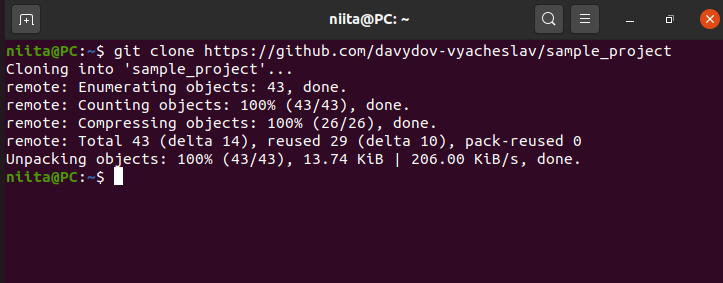 niita@PC: ~
niita@PC:~$ git clone https://github.com/davydov-vyacheslav/sample_project
Cloning into 'sample_project'...
remote: Enumerating objects: 43, done.
remote: Counting objects: 100% (43/43), done.
remote: Compressing objects: 100% (26/26), done.
remote: Total 43 (delta 14), reused 29 (delta 10), pack-reused 0
Unpacking objects: 100% (43/43), 13.74 KiB | 206.00 KiB/s, done.
niita@PC:~$